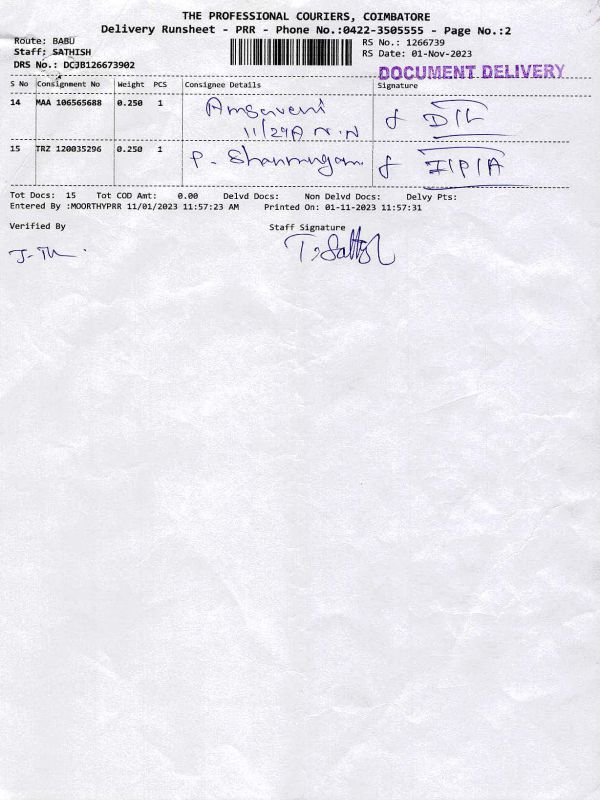 THE PROFESSIONAL COURIERS, COIMBATORE
Delivery Runsheet - PRR - Phone No.:0422-3505555 - Page No.:2
Route: BABU
Staff: SATHISH
DRS No.: DCJB126673902
RS No.: 1266739
RS Date: 01-Nov-2023
DOCUMENT DELIVERY
S No Consignment No Weight PCS Consignee Details Signature
14 MAA 106565688 0.250 1 Amsaveni
11/29A N.N
15 TRZ 120035296 0.250 1 P. Shanmugam
Tot Docs: 15 Tot COD Amt: 0.00 Delvd Docs: Non Delvd Docs: Delvy Pts:
Entered By :MOORTHYPRR 11/01/2023 11:57:23 AM Printed On: 01-11-2023 11:57:31
Verified By Staff Signature